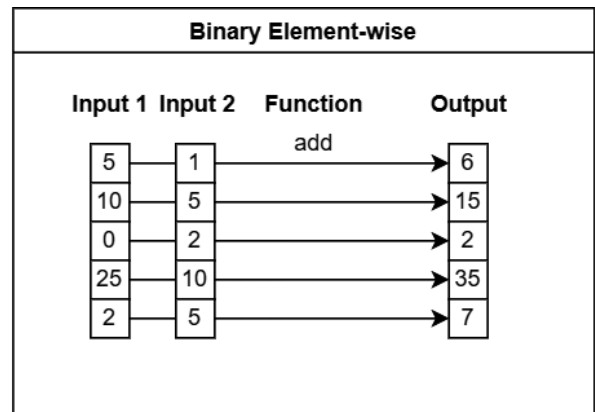 Binary Element-wise
Input 1 Input 2 Function Output
add
5 1 6
10 5 15
0 2 2
25 10 35
2 5 7